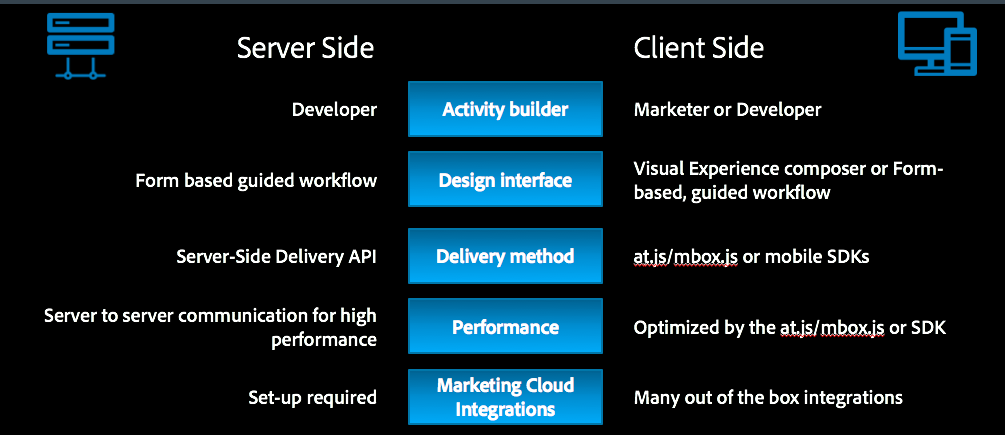 Server Side
Client Side
Developer
Activity builder
Marketer or Developer
Form based guided workflow
Design interface
Visual Experience composer or Form-
based, guided workflow
Server-Side Delivery API
Delivery method
at.js/mbox.js or mobile SDKs
Server to server communication for high
performance
Performance
Optimized by the at.js/mbox.js or SDK
Set-up required
Marketing Cloud
Integrations
Many out of the box integrations